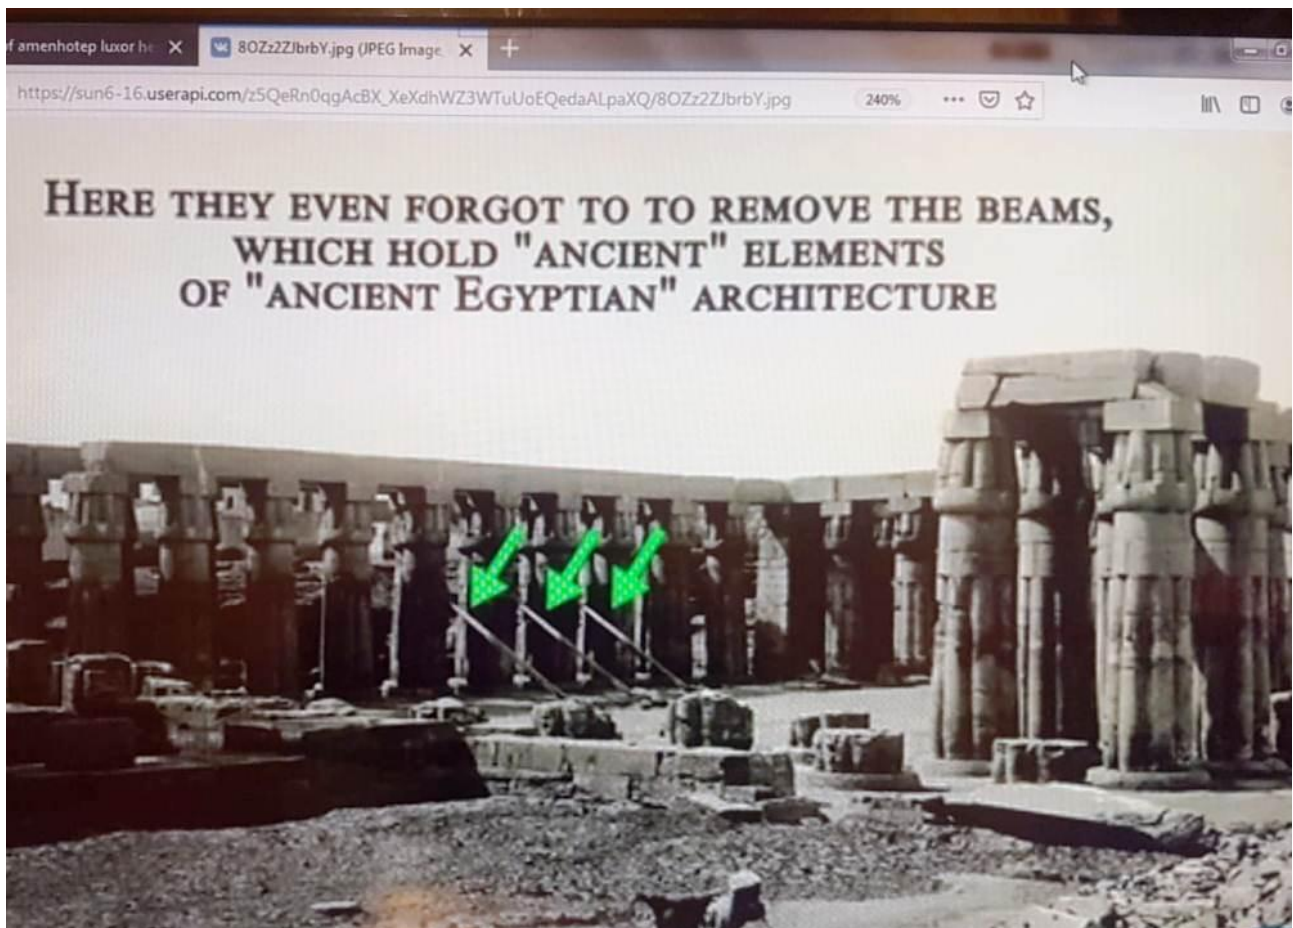 f amenhotep luxor he
8OZz2ZJbrbY.jpg (JPEG Image
https://sun6-16.userapi.com/z5QeRn0qgAcBX_XeXdhWZ3WTuUoEQedaALpaXQ/8OZz2ZJbrbY.jpg
240%
HERE THEY EVEN FORGOT TO TO REMOVE THE BEAMS,
WHICH HOLD "ANCIENT" ELEMENTS
OF "ANCIENT EGYPTIAN" ARCHITECTURE